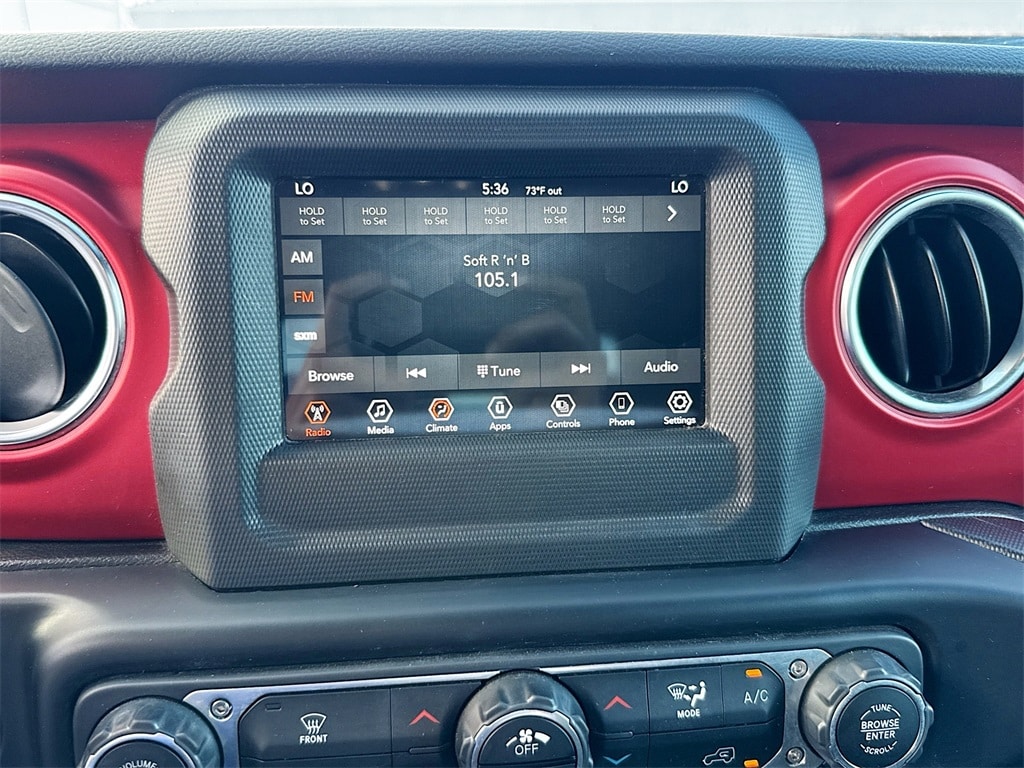 LO 5:36 73°F out LO
HOLD to Set HOLD to Set HOLD to Set HOLD to Set HOLD to Set HOLD to Set
AM
Soft R 'n' B
105.1
FM
sxm
Browse Tune Audio
Radio Media Climate Apps Controls Phone Settings
FRONT
MODE
A/C
OFF
VOLUME
TUNE
BROWSE
ENTER
SCROLL